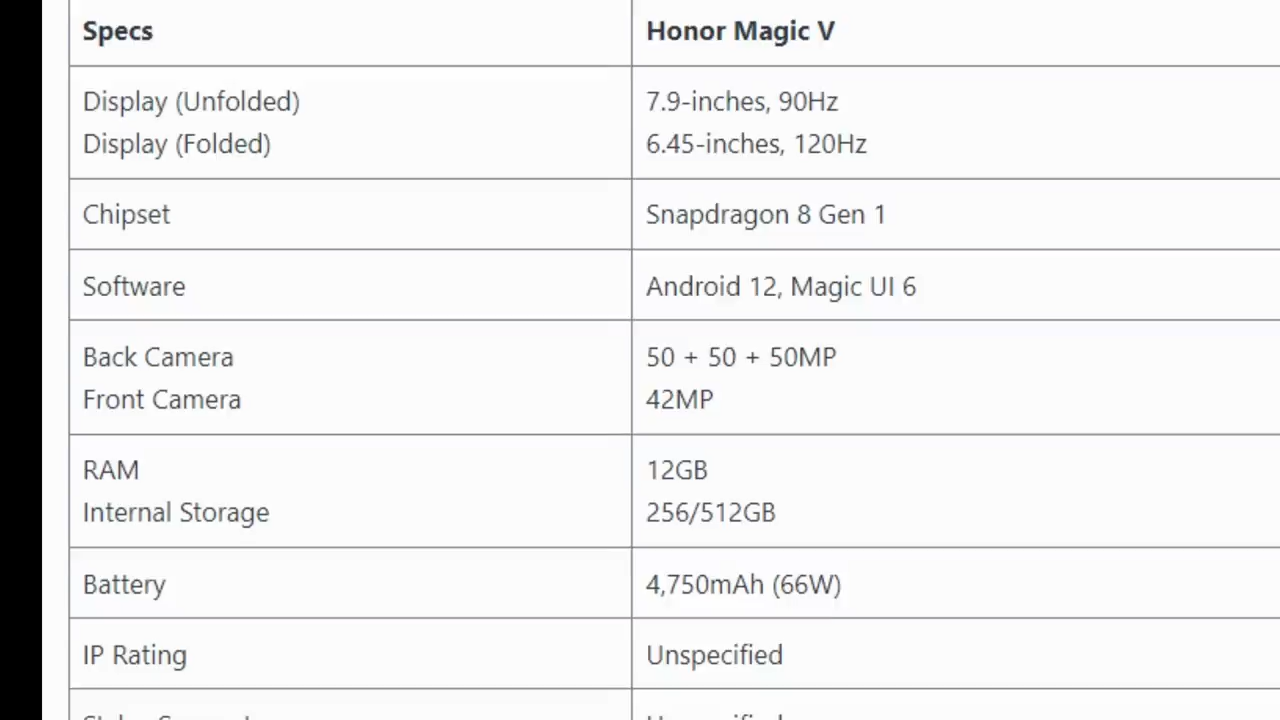 Specs Honor Magic V
Display (Unfolded) 7.9-inches, 90Hz
Display (Folded) 6.45-inches, 120Hz
Chipset Snapdragon 8 Gen 1
Software Android 12, Magic UI 6
Back Camera 50 + 50 + 50MP
Front Camera 42MP
RAM 12GB
Internal Storage 256/512GB
Battery 4,750mAh (66W)
IP Rating Unspecified